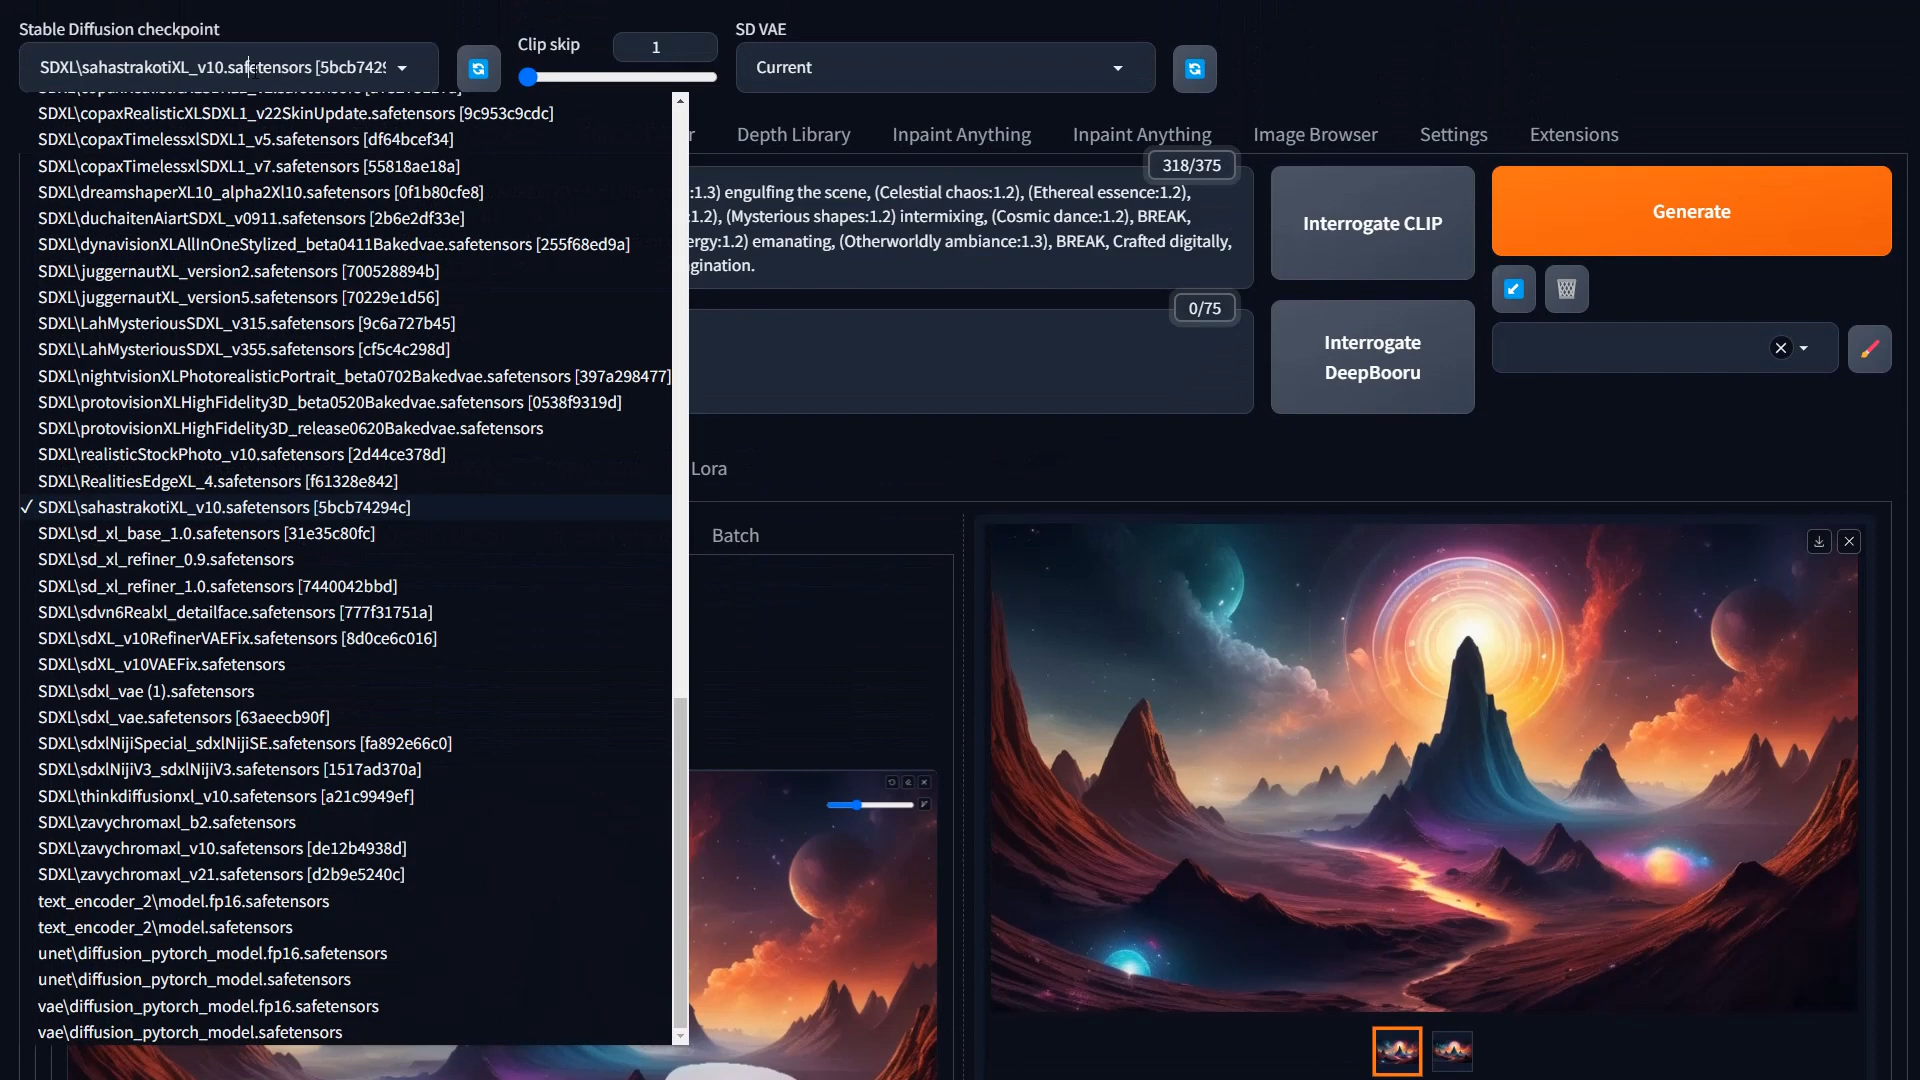 Stable Diffusion checkpoint
SDXL\sahastrakotiXL_v10.safetensors [5bcb7429
Clip skip
1
SD VAE
Current
SDXL\copaxRealisticXLSDXL1_v22SkinUpdate.safetensors [9c953c9cdc]
SDXL\copaxTimelessxlSDXL1_v5.safetensors [df64bcef34]
SDXL\copaxTimelessxlSDXL1_v7.safetensors [55818ae18a]
SDXL\dreamshaperXL10_alpha2Xl10.safetensors [0f1b80cfe8]
SDXL\duchaitenAiartSDXL_v0911.safetensors [2b6e2df33e]
SDXL\dynavisionXLAllInOneStylized_beta0411Bakedvae.safetensors [255f68ed9a]
SDXL\juggernautXL_version2.safetensors [700528894b]
SDXL\juggernautXL_version5.safetensors [70229e1d56]
SDXL\LahMysteriousSDXL_v315.safetensors [9c6a727b45]
SDXL\LahMysteriousSDXL_v355.safetensors [cf5c4c298d]
SDXL\nightvisionXLPhotorealisticPortrait_beta0702Bakedvae.safetensors [397a298477]
SDXL\protovisionXLHighFidelity3D_beta0520Bakedvae.safetensors [0538f9319d]
SDXL\protovisionXLHighFidelity3D_release0620Bakedvae.safetensors
SDXL\realisticStockPhoto_v10.safetensors [2d44ce378d]
SDXL\RealitiesEdgeXL_4.safetensors [f61328e842]
✓ SDXL\sahastrakotiXL_v10.safetensors [5bcb74294c]
SDXL\sd_xl_base_1.0.safetensors [31e35c80fc]
SDXL\sd_xl_refiner_0.9.safetensors
SDXL\sd_xl_refiner_1.0.safetensors [7440042bbd]
SDXL\sdvn6Realxl_detailface.safetensors [777f31751a]
SDXL\sdXL_v10RefinerVAEFix.safetensors [8d0ce6c016]
SDXL\sdXL_v10VAEFix.safetensors
SDXL\sdxl_vae (1).safetensors
SDXL\sdxl_vae.safetensors [63aeecb90f]
SDXL\sdxlNijiSpecial_sdxlNijiSE.safetensors [fa892e66c0]
SDXL\sdxlNijiV3_sdxlNijiV3.safetensors [1517ad370a]
SDXL\thinkdiffusionxl_v10.safetensors [a21c9949ef]
SDXL\zavychromaxl_b2.safetensors
SDXL\zavychromaxl_v10.safetensors [de12b4938d]
SDXL\zavychromaxl_v21.safetensors [d2b9e5240c]
text_encoder_2\model.fp16.safetensors
text_encoder_2\model.safetensors
unet\diffusion_pytorch_model.fp16.safetensors
unet\diffusion_pytorch_model.safetensors
vae\diffusion_pytorch_model.fp16.safetensors
vae\diffusion_pytorch_model.safetensors
r
Depth Library
Inpaint Anything
Inpaint Anything
Image Browser
Settings
Extensions
318/375
:1.3) engulfing the scene, (Celestial chaos:1.2), (Ethereal essence:1.2),
:1.2), (Mysterious shapes:1.2) intermixing, (Cosmic dance:1.2), BREAK,
ergy:1.2) emanating, (Otherworldly ambiance:1.3), BREAK, Crafted digitally,
gination.
0/75
Interrogate CLIP
Interrogate
DeepBooru
Generate
Lora
Batch